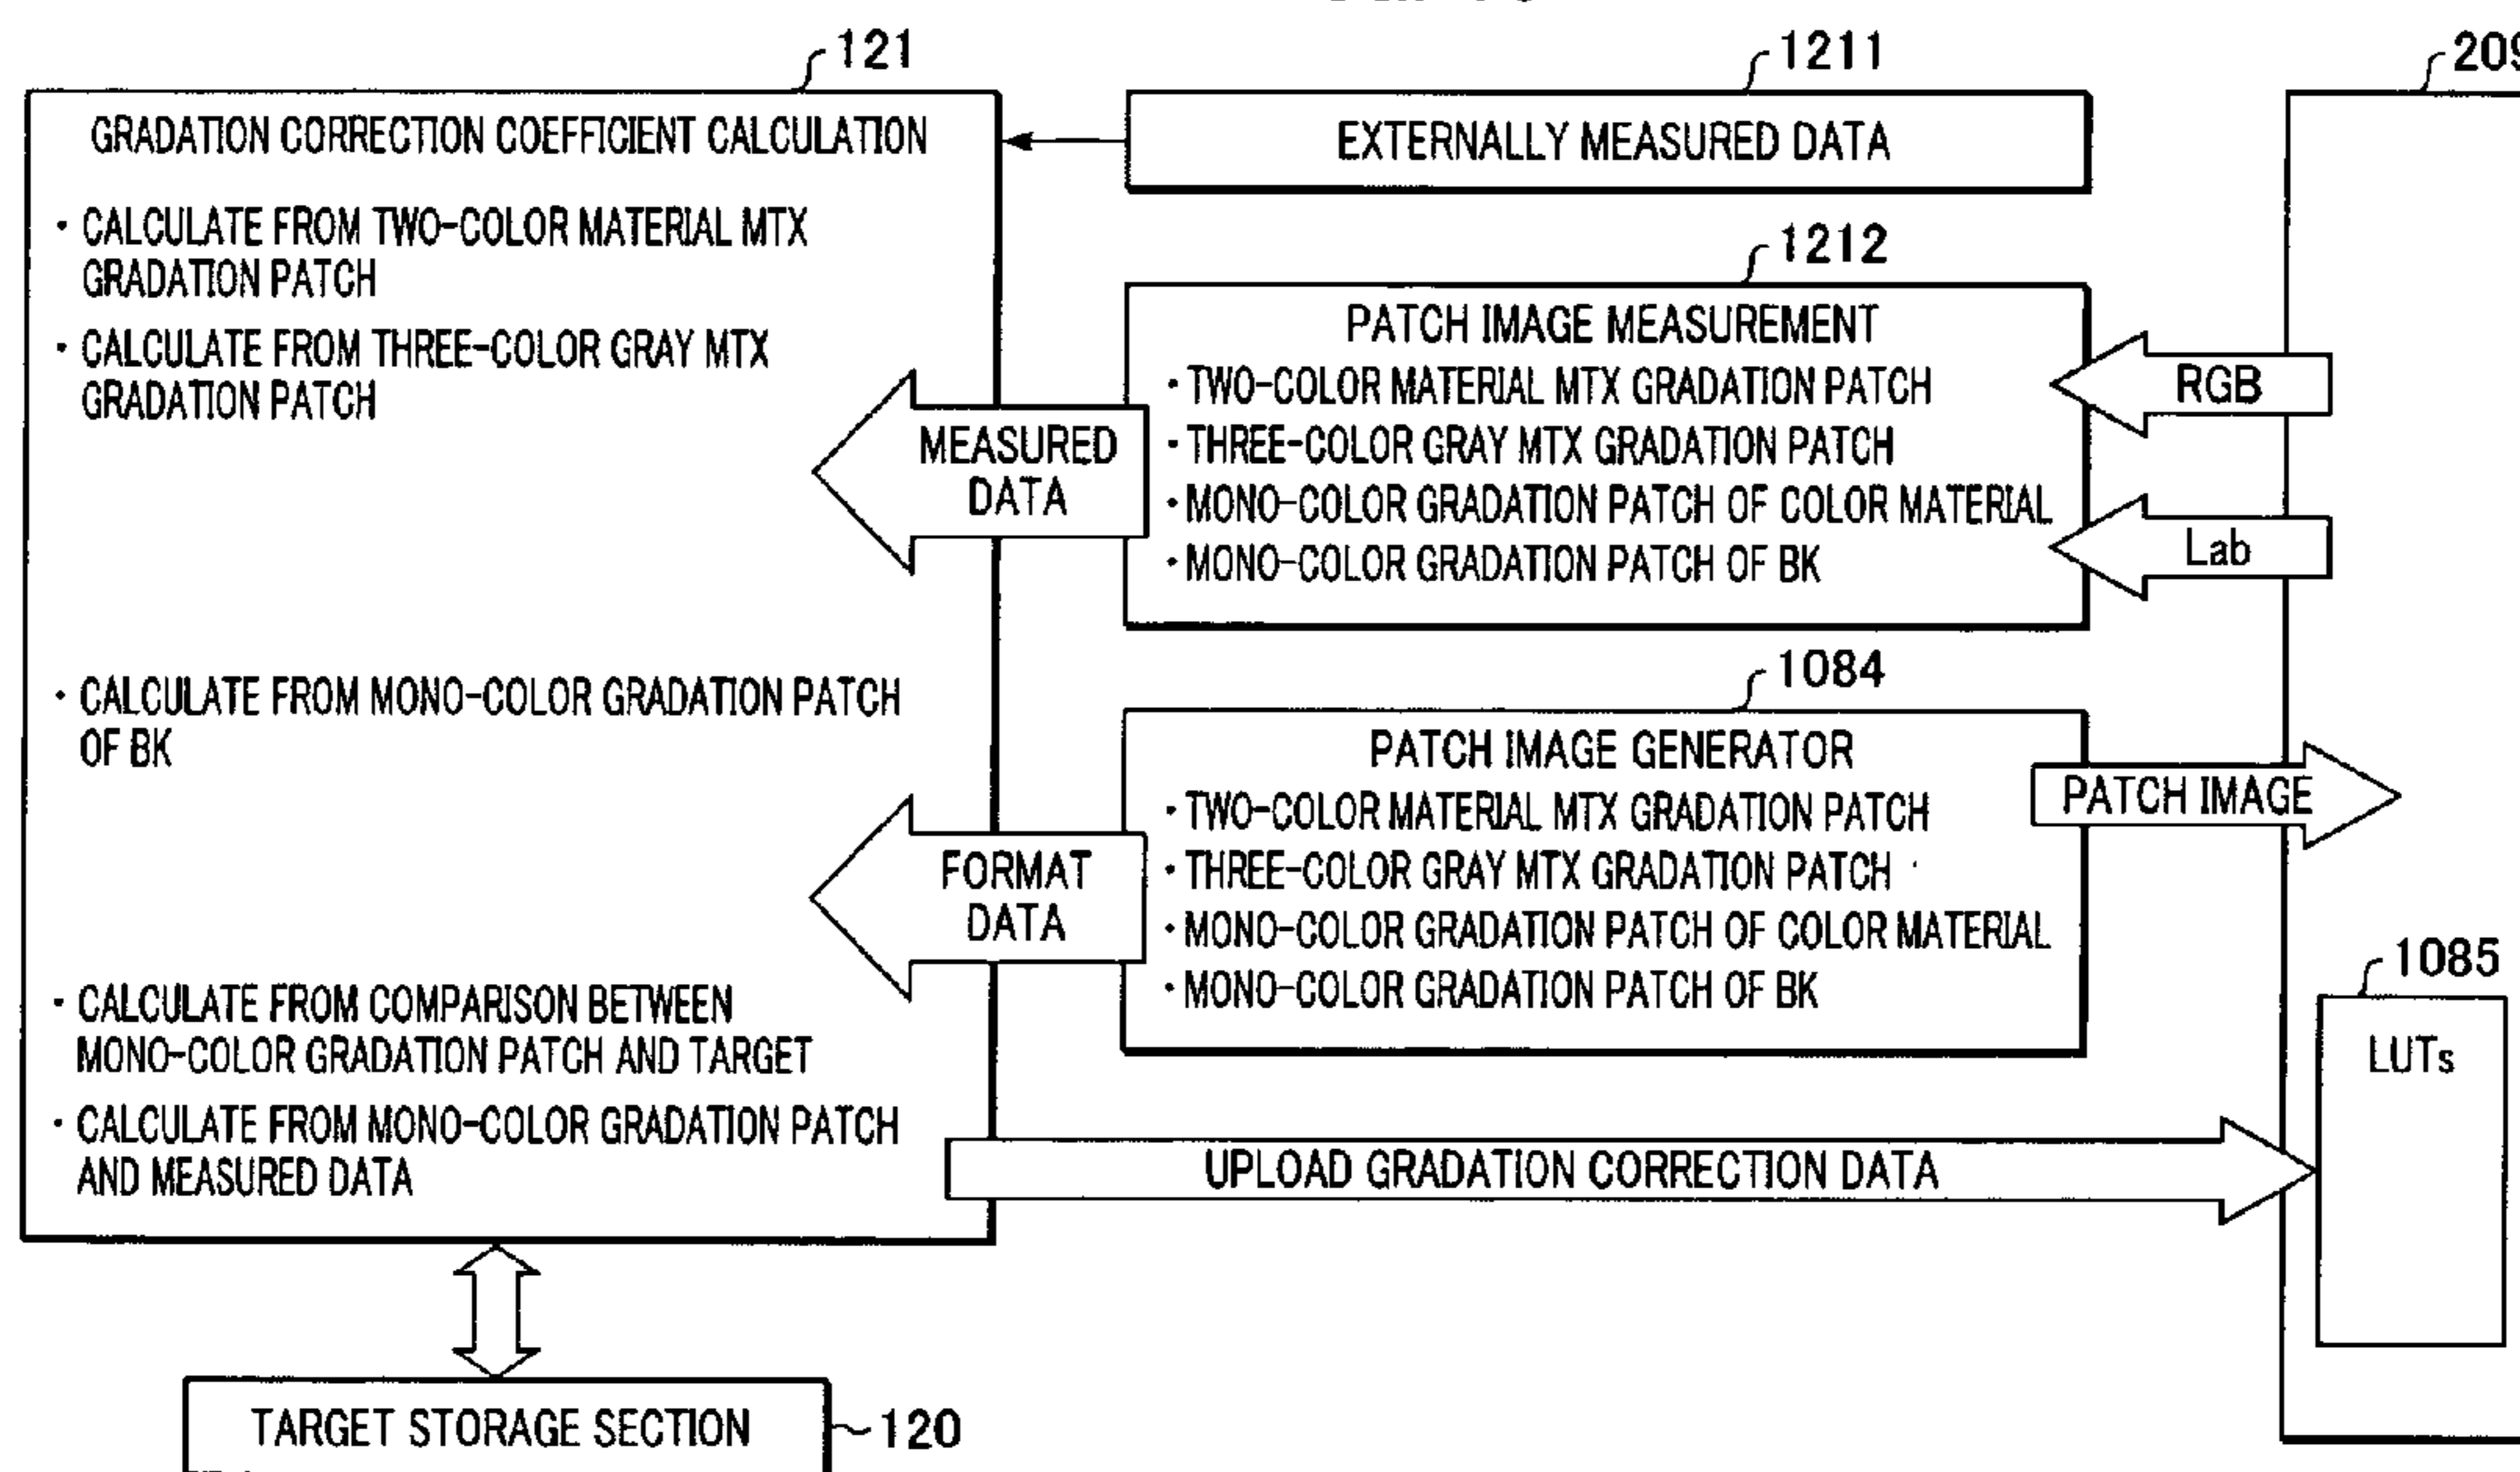 121
GRADATION CORRECTION COEFFICIENT CALCULATION
・CALCULATE FROM TWO-COLOR MATERIAL MTX
GRADATION PATCH
・CALCULATE FROM THREE-COLOR GRAY MTX
GRADATION PATCH
・CALCULATE FROM MONO-COLOR GRADATION PATCH
OF BK
・CALCULATE FROM COMPARISON BETWEEN
MONO-COLOR GRADATION PATCH AND TARGET
・CALCULATE FROM MONO-COLOR GRADATION PATCH
AND MEASURED DATA
1211
EXTERNALLY MEASURED DATA
1212
PATCH IMAGE MEASUREMENT
・TWO-COLOR MATERIAL MTX GRADATION PATCH
・THREE-COLOR GRAY MTX GRADATION PATCH
・MONO-COLOR GRADATION PATCH OF COLOR MATERIAL
・MONO-COLOR GRADATION PATCH OF BK
MEASURED
DATA
RGB
Lab
1084
PATCH IMAGE GENERATOR
・TWO-COLOR MATERIAL MTX GRADATION PATCH
・THREE-COLOR GRAY MTX GRADATION PATCH
・MONO-COLOR GRADATION PATCH OF COLOR MATERIAL
・MONO-COLOR GRADATION PATCH OF BK
FORMAT
DATA
PATCH IMAGE
209
1085
LUTs
UPLOAD GRADATION CORRECTION DATA
TARGET STORAGE SECTION
120